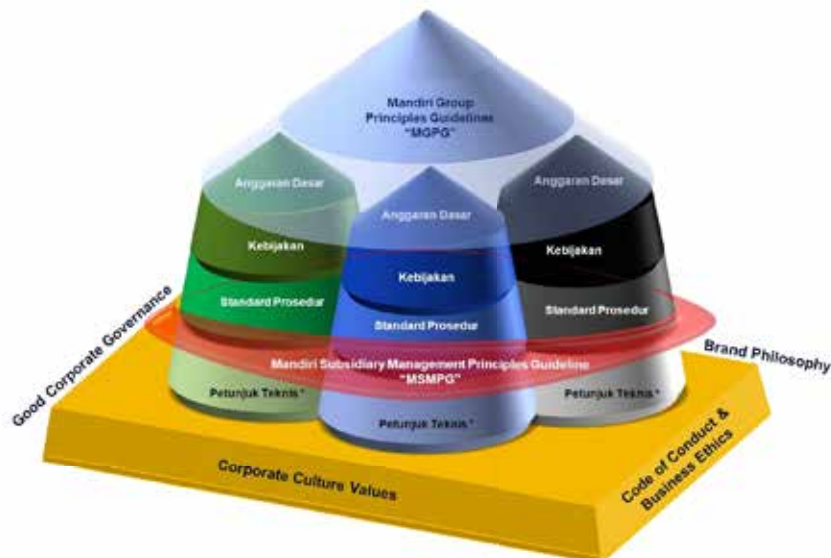 Mandiri Group
Principles Guidelines
"MGPG"
Anggaran Dasar
Anggaran Dasar
Anggaran Dasar
Kebijakan
Kebijakan
Kebijakan
Standard Prosedur
Standard Prosedur
Standard Prosedur
Mandiri Subsidiary Management Principles Guideline
"MSMPG"
Petunjuk Teknis *
Petunjuk Teknis *
Petunjuk Teknis *
Good Corporate Governance
Brand Philosophy
Corporate Culture Values
Code of Conduct &
Business Ethics